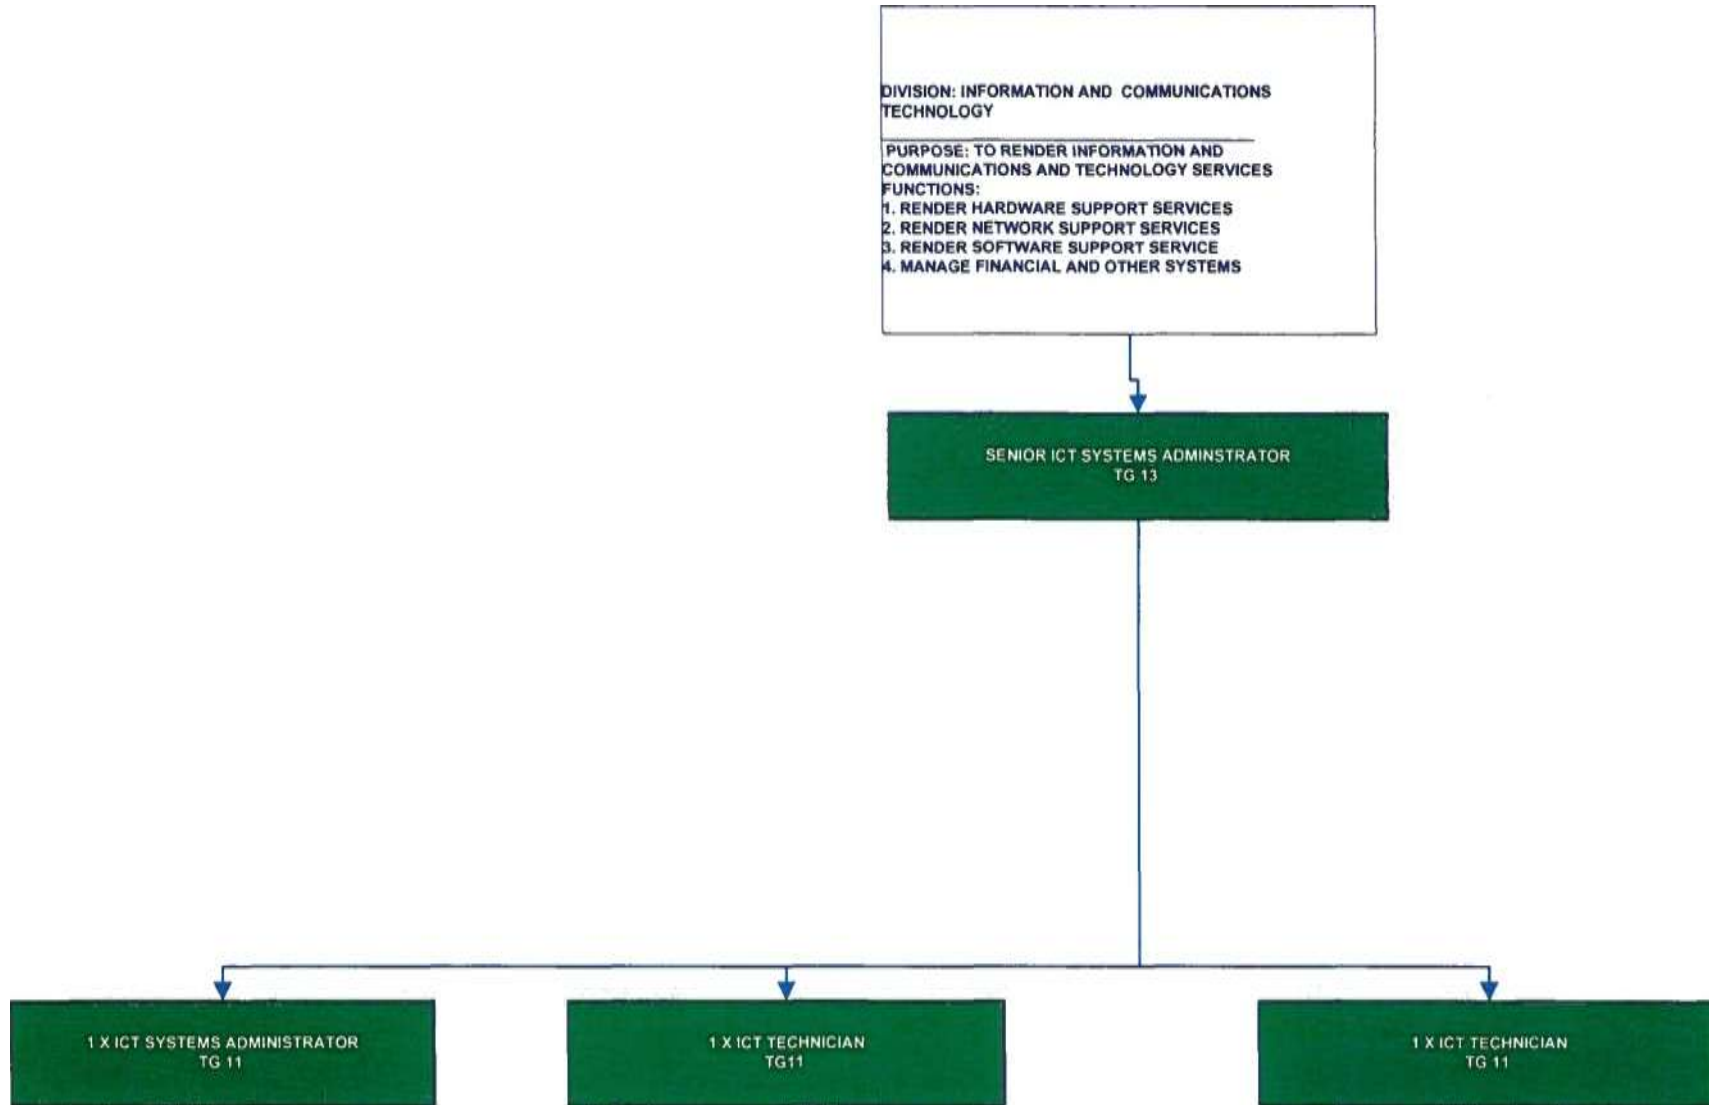 DIVISION: INFORMATION AND COMMUNICATIONS
TECHNOLOGY
PURPOSE: TO RENDER INFORMATION AND
COMMUNICATIONS AND TECHNOLOGY SERVICES
FUNCTIONS:
1. RENDER HARDWARE SUPPORT SERVICES
2. RENDER NETWORK SUPPORT SERVICES
3. RENDER SOFTWARE SUPPORT SERVICE
4. MANAGE FINANCIAL AND OTHER SYSTEMS
SENIOR ICT SYSTEMS ADMINSTRATOR
TG 13
1 X ICT SYSTEMS ADMINISTRATOR
TG 11
1 X ICT TECHNICIAN
TG11
1 X ICT TECHNICIAN
TG 11